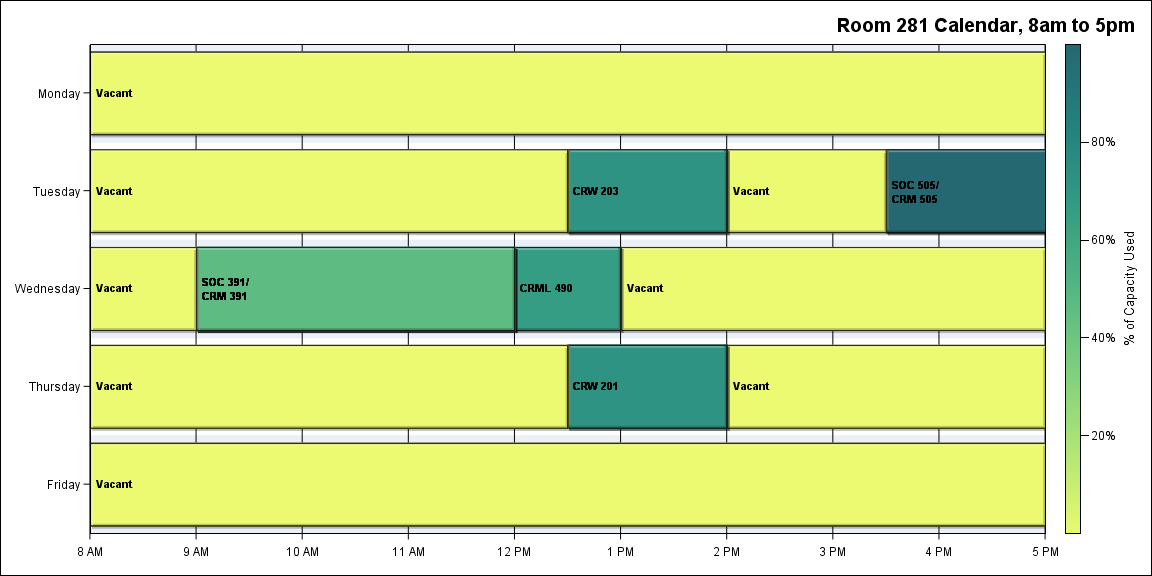 Room 281 Calendar, 8am to 5pm
Monday
Vacant
Tuesday
Vacant
CRW 203
Vacant
SOC 505/
CRM 505
Wednesday
Vacant
SOC 391/
CRM 391
CRML 490
Vacant
Thursday
Vacant
CRW 201
Vacant
Friday
Vacant
8 AM
9 AM
10 AM
11 AM
12 PM
1 PM
2 PM
3 PM
4 PM
5 PM
80%
60%
40%
20%
% of Capacity Used